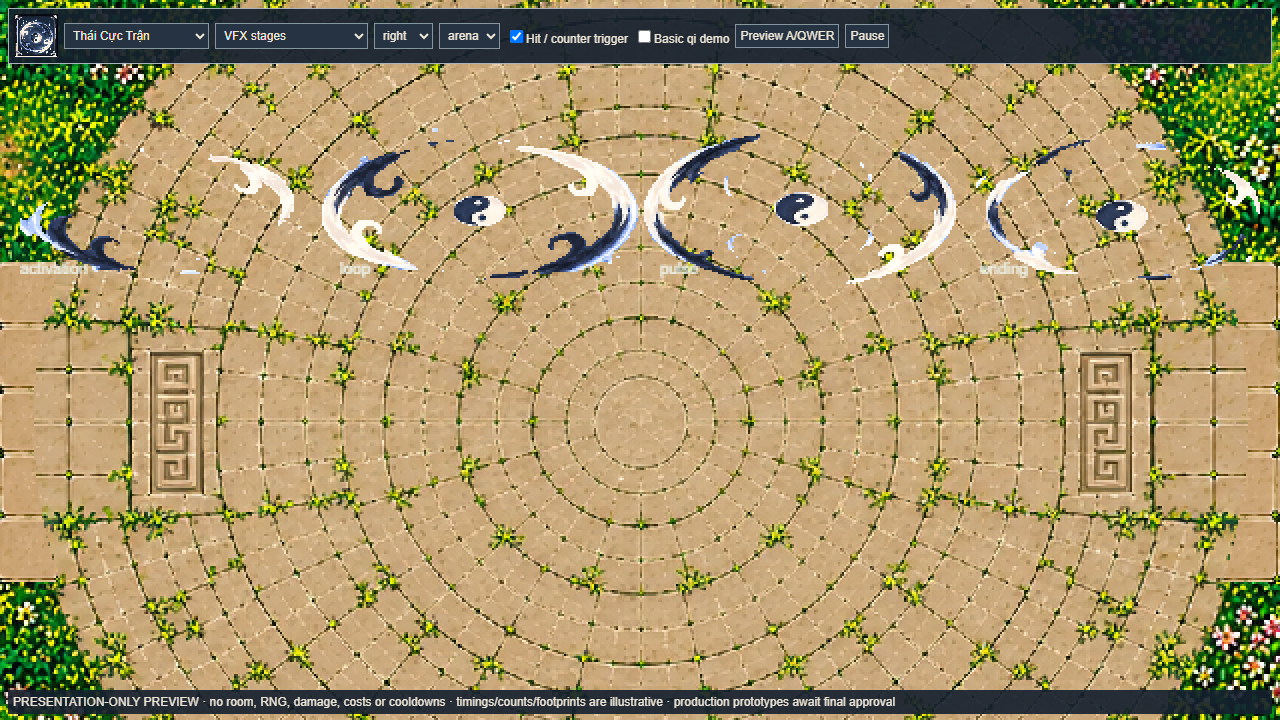 Thái Cực Trận VFX stages right arena Hit / counter trigger Basic qi demo Preview A/QWER Pause
activation loop pulse ending
PRESENTATION-ONLY PREVIEW · no room, RNG, damage, costs or cooldowns · timings/counts/footprints are illustrative · production prototypes await final approval